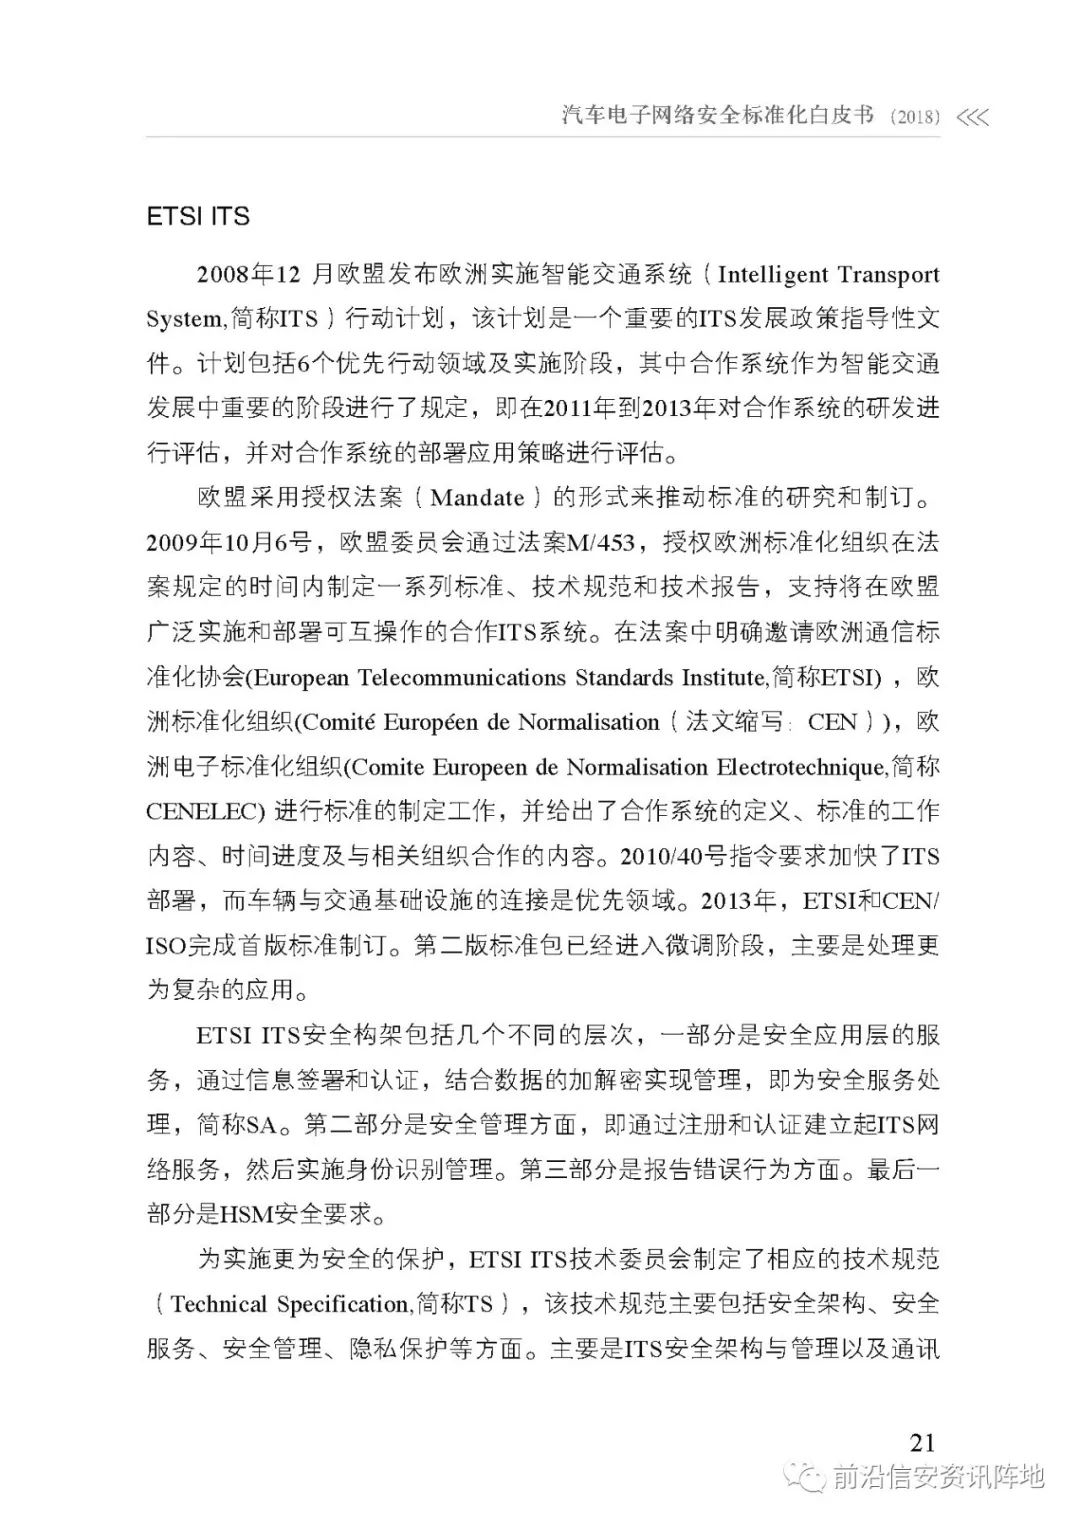 汽车电子网络安全标准化白皮书 (2018)
ETSI ITS
2008年12 月欧盟发布欧洲实施智能交通系统（Intelligent Transport
System,简称ITS）行动计划，该计划是一个重要的ITS发展政策指导性文
件。计划包括6个优先行动领域及实施阶段，其中合作系统作为智能交通
发展中重要的阶段进行了规定，即在2011年到2013年对合作系统的研发进
行评估，并对合作系统的部署应用策略进行评估。
欧盟采用授权法案（Mandate）的形式来推动标准的研究和制订。
2009年10月6号，欧盟委员会通过法案M/453，授权欧洲标准化组织在法
案规定的时间内制定一系列标准、技术规范和技术报告，支持将在欧盟
广泛实施和部署可互操作的合作ITS系统。在法案中明确邀请欧洲通信标
准化协会(European Telecommunications Standards Institute,简称ETSI) ，欧
洲标准化组织(Comité Européen de Normalisation（法文缩写：CEN）)，欧
洲电子标准化组织(Comite Europeen de Normalisation Electrotechnique,简称
CENELEC) 进行标准的制定工作，并给出了合作系统的定义、标准的工作
内容、时间进度及与相关组织合作的内容。2010/40号指令要求加快了ITS
部署，而车辆与交通基础设施的连接是优先领域。2013年，ETSI和CEN/
ISO完成首版标准制订。第二版标准包已经进入微调阶段，主要是处理更
为复杂的应用。
ETSI ITS安全构架包括几个不同的层次，一部分是安全应用层的服
务，通过信息签署和认证，结合数据的加解密实现管理，即为安全服务处
理，简称SA。第二部分是安全管理方面，即通过注册和认证建立起ITS网
络服务，然后实施身份识别管理。第三部分是报告错误行为方面。最后一
部分是HSM安全要求。
为实施更为安全的保护，ETSI ITS技术委员会制定了相应的技术规范
（Technical Specification,简称TS），该技术规范主要包括安全架构、安全
服务、安全管理、隐私保护等方面。主要是ITS安全架构与管理以及通讯
21
前沿信安资讯阵地